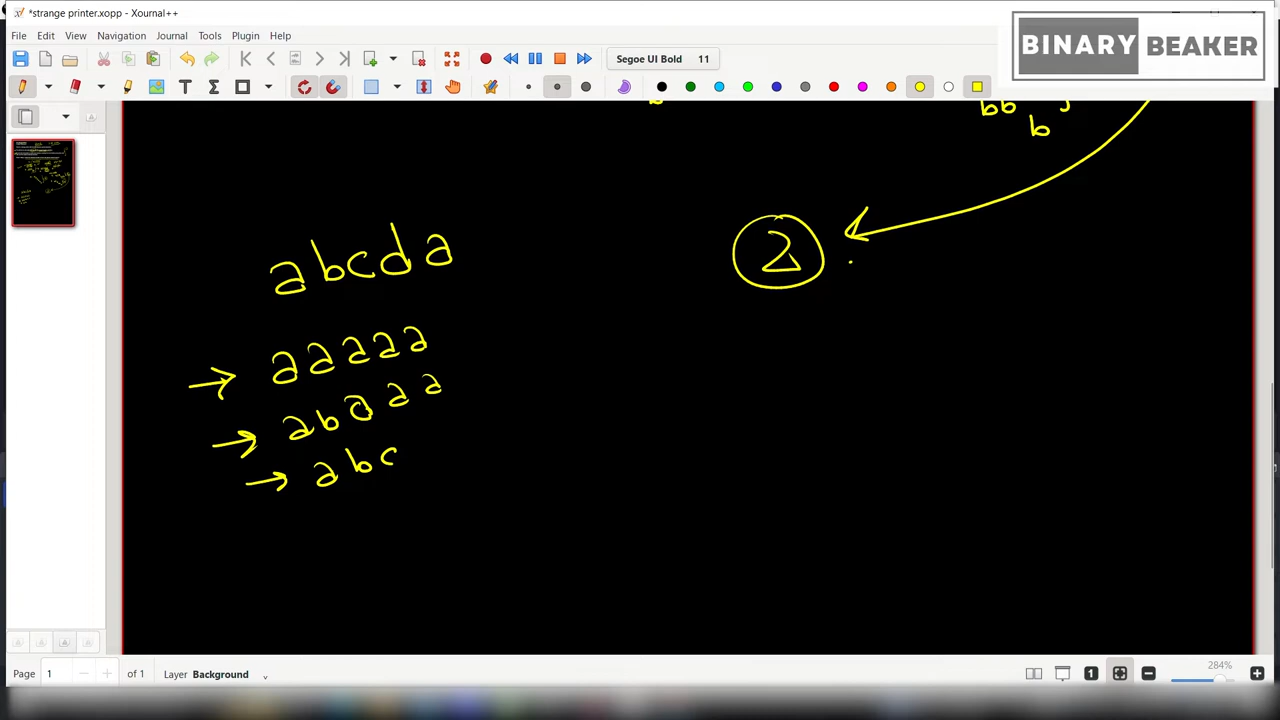 *strange printer.xopp - Xournal++
BINARY BEAKER
File Edit View Navigation Journal Tools Plugin Help
Segoe UI Bold 11
bb
b
abcda
2
aaaaa
abaaa
abc
Page 1 of 1 Layer Background 284%